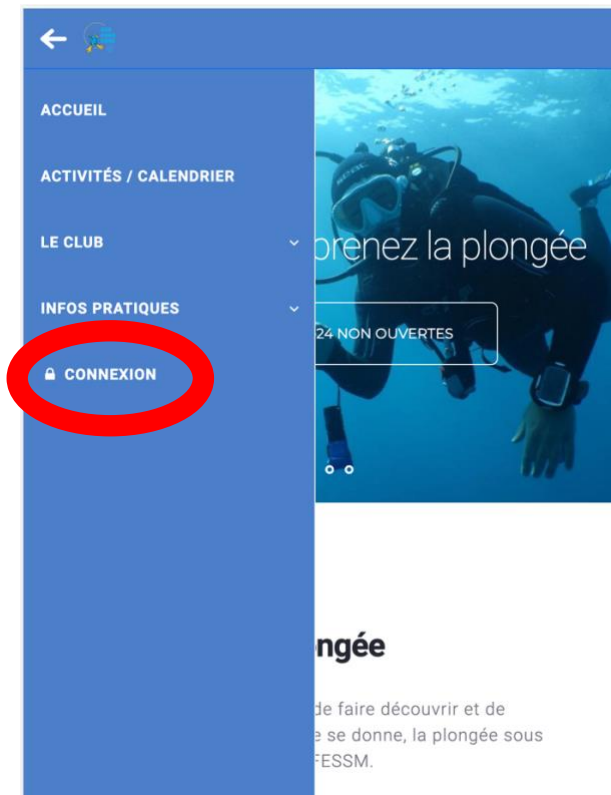 ACCUEIL
ACTIVITÉS / CALENDRIER
LE CLUB
INFOS PRATIQUES
CONNEXION
prenez la plongée
24 NON OUVERTES
ngée
de faire découvrir et de
e se donne, la plongée sous
FESSM.